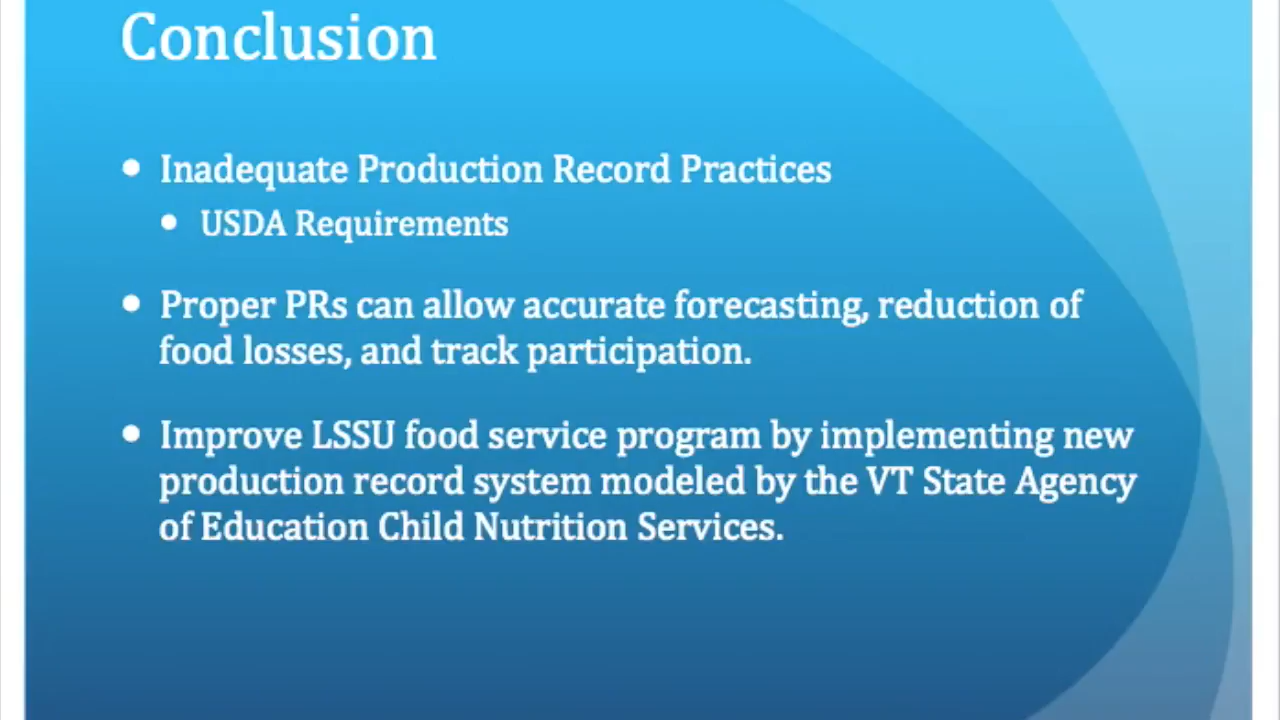 Conclusion
• Inadequate Production Record Practices
• USDA Requirements
• Proper PRs can allow accurate forecasting, reduction of
food losses, and track participation.
• Improve LSSU food service program by implementing new
production record system modeled by the VT State Agency
of Education Child Nutrition Services.